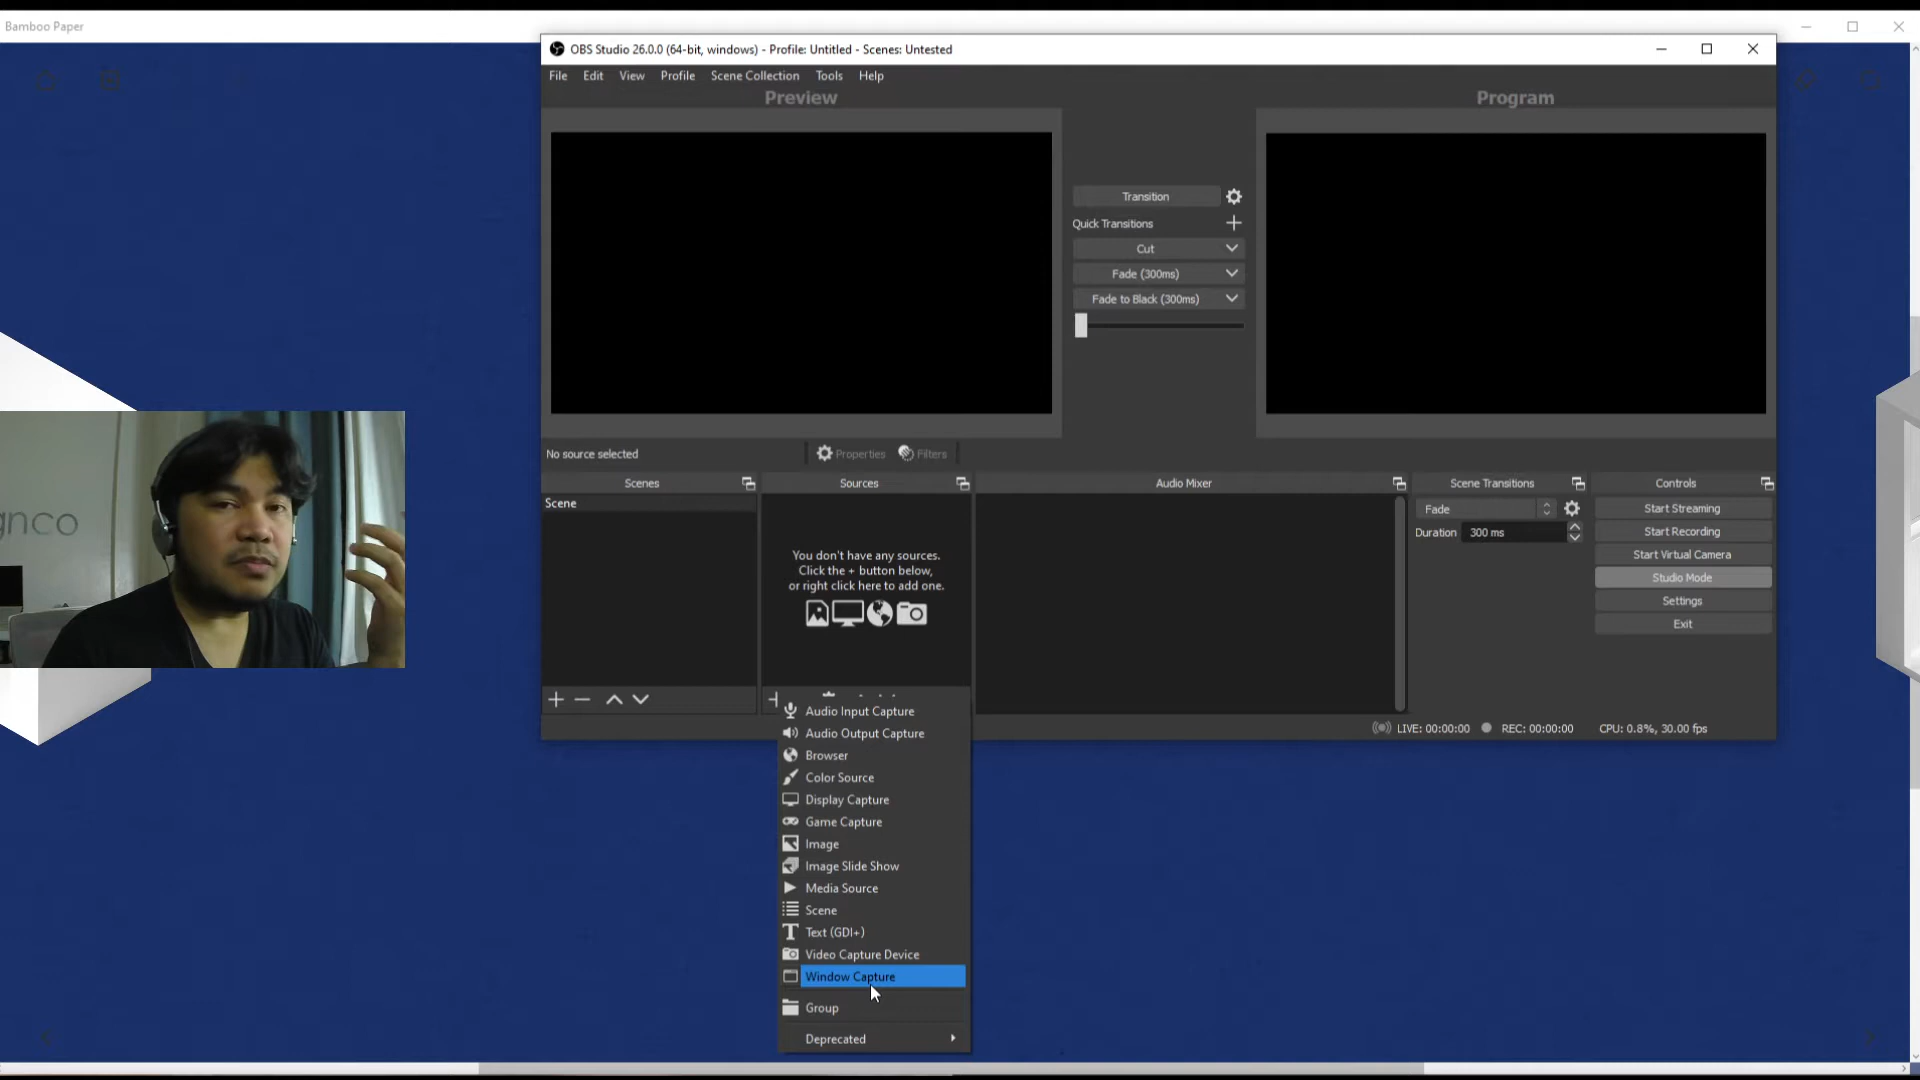 Bamboo Paper
OBS Studio 26.0.0 (64-bit, windows) - Profile: Untitled - Scenes: Untested
File Edit View Profile Scene Collection Tools Help
Preview
Program
Transition
Quick Transitions
Cut
Fade (300ms)
Fade to Black (300ms)
No source selected
Properties
Filters
Scenes
Sources
Audio Mixer
Scene Transitions
Controls
Scene
You don't have any sources.
Click the + button below,
or right click here to add one.
Fade
Duration 300 ms
Start Streaming
Start Recording
Start Virtual Camera
Studio Mode
Settings
Exit
Audio Input Capture
Audio Output Capture
Browser
Color Source
Display Capture
Game Capture
Image
Image Slide Show
Media Source
Scene
Text (GDI+)
Video Capture Device
Window Capture
Group
Deprecated
LIVE: 00:00:00
REC: 00:00:00
CPU: 0.8%, 30.00 fps
gnco